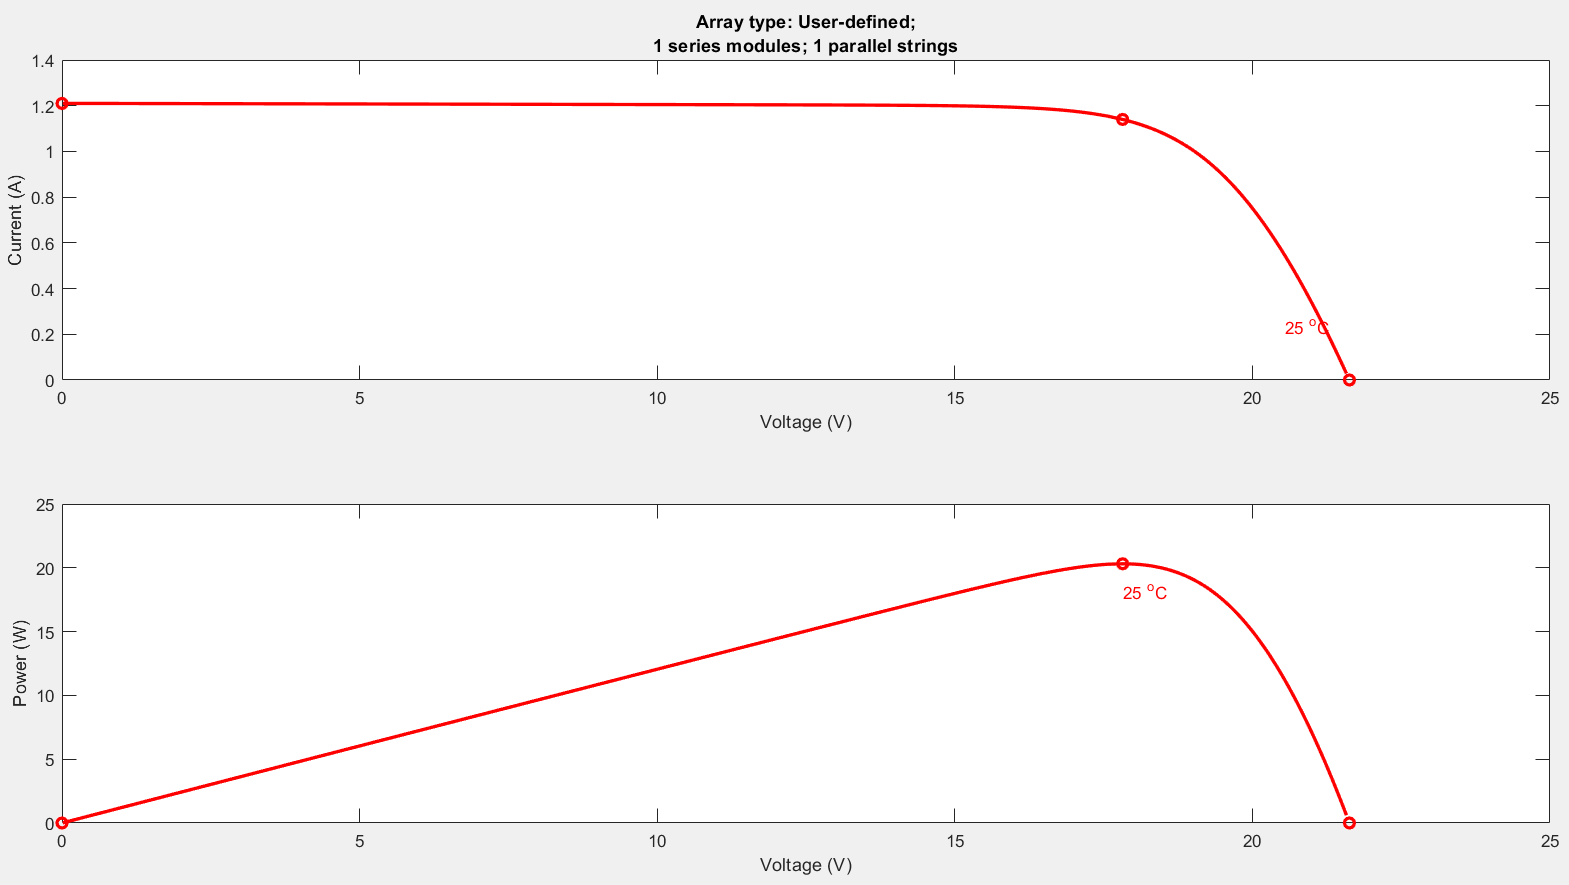 Array type: User-defined;
1 series modules; 1 parallel strings
1.4
1.2
1
0.8
0.6
0.4
0.2
0
Current (A)
25 °C
0 5 10 15 20 25
Voltage (V)
25
20
15
10
5
0
Power (W)
25 °C
0 5 10 15 20 25
Voltage (V)